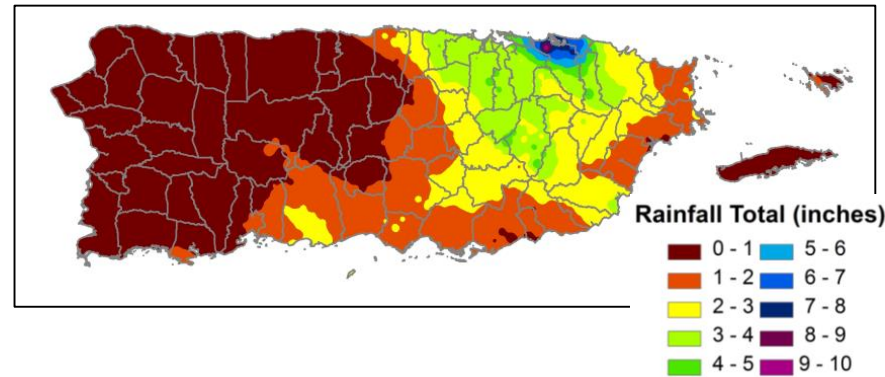 Rainfall Total (inches)
0 - 1 5 - 6
1 - 2 6 - 7
2 - 3 7 - 8
3 - 4 8 - 9
4 - 5 9 - 10